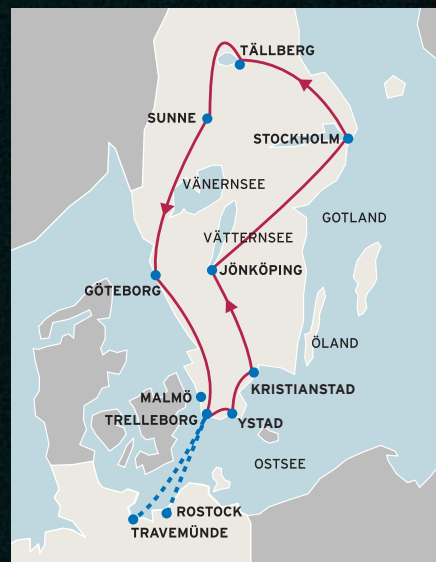 TÄLLBERG
SUNNE
STOCKHOLM
VÄNERNSEE
GOTLAND
VÄTTERNSEE
JÖNKÖPING
GÖTEBORG
ÖLAND
KRISTIANSTAD
MALMÖ
TRELLEBORG
YSTAD
OSTSEE
ROSTOCK
TRAVEMÜNDE